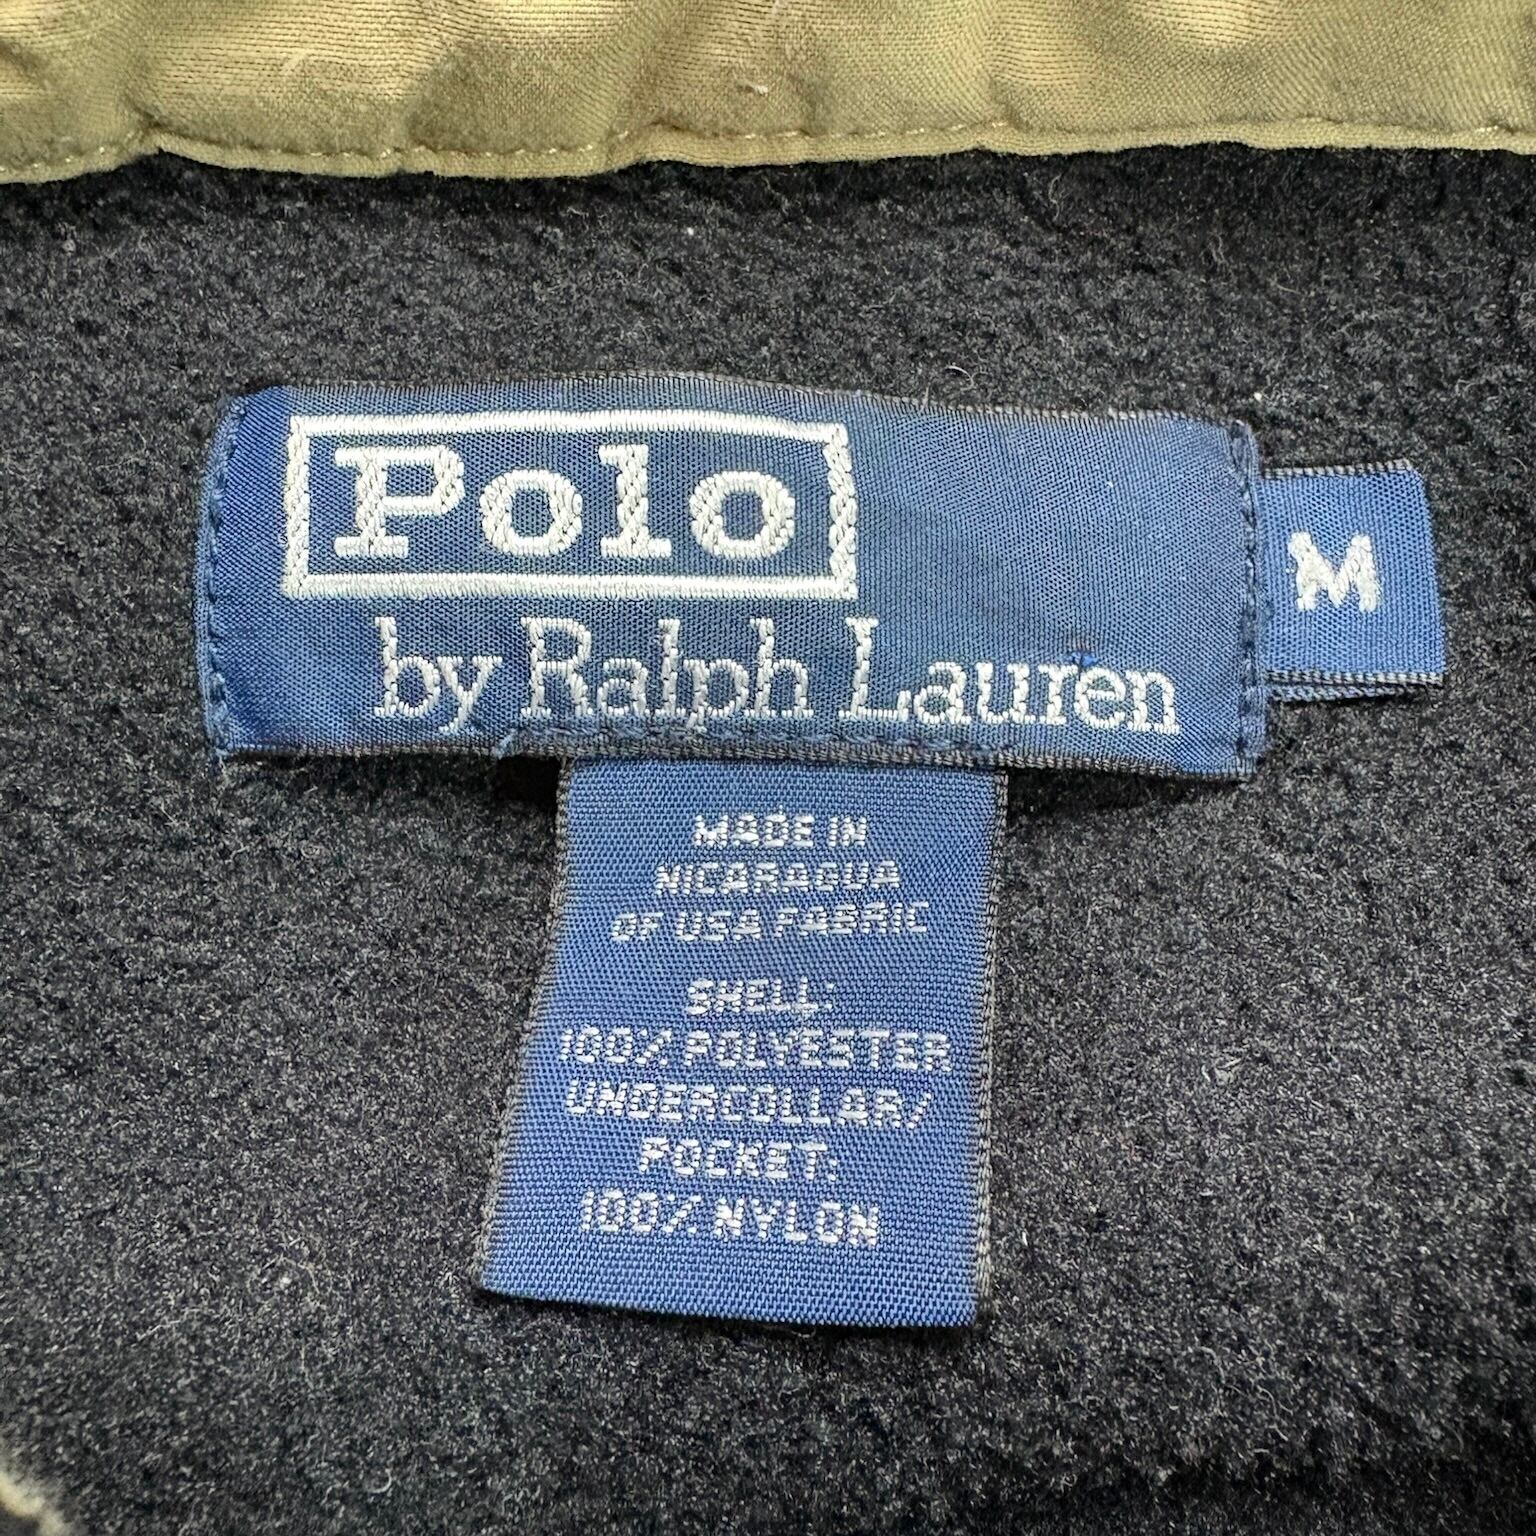 Polo
by Ralph Lauren
M
MADE IN
NICARAGUA
OF USA FABRIC
SHELL:
100% POLYESTER
UNDERCOLLAR/
POCKET:
100% NYLON